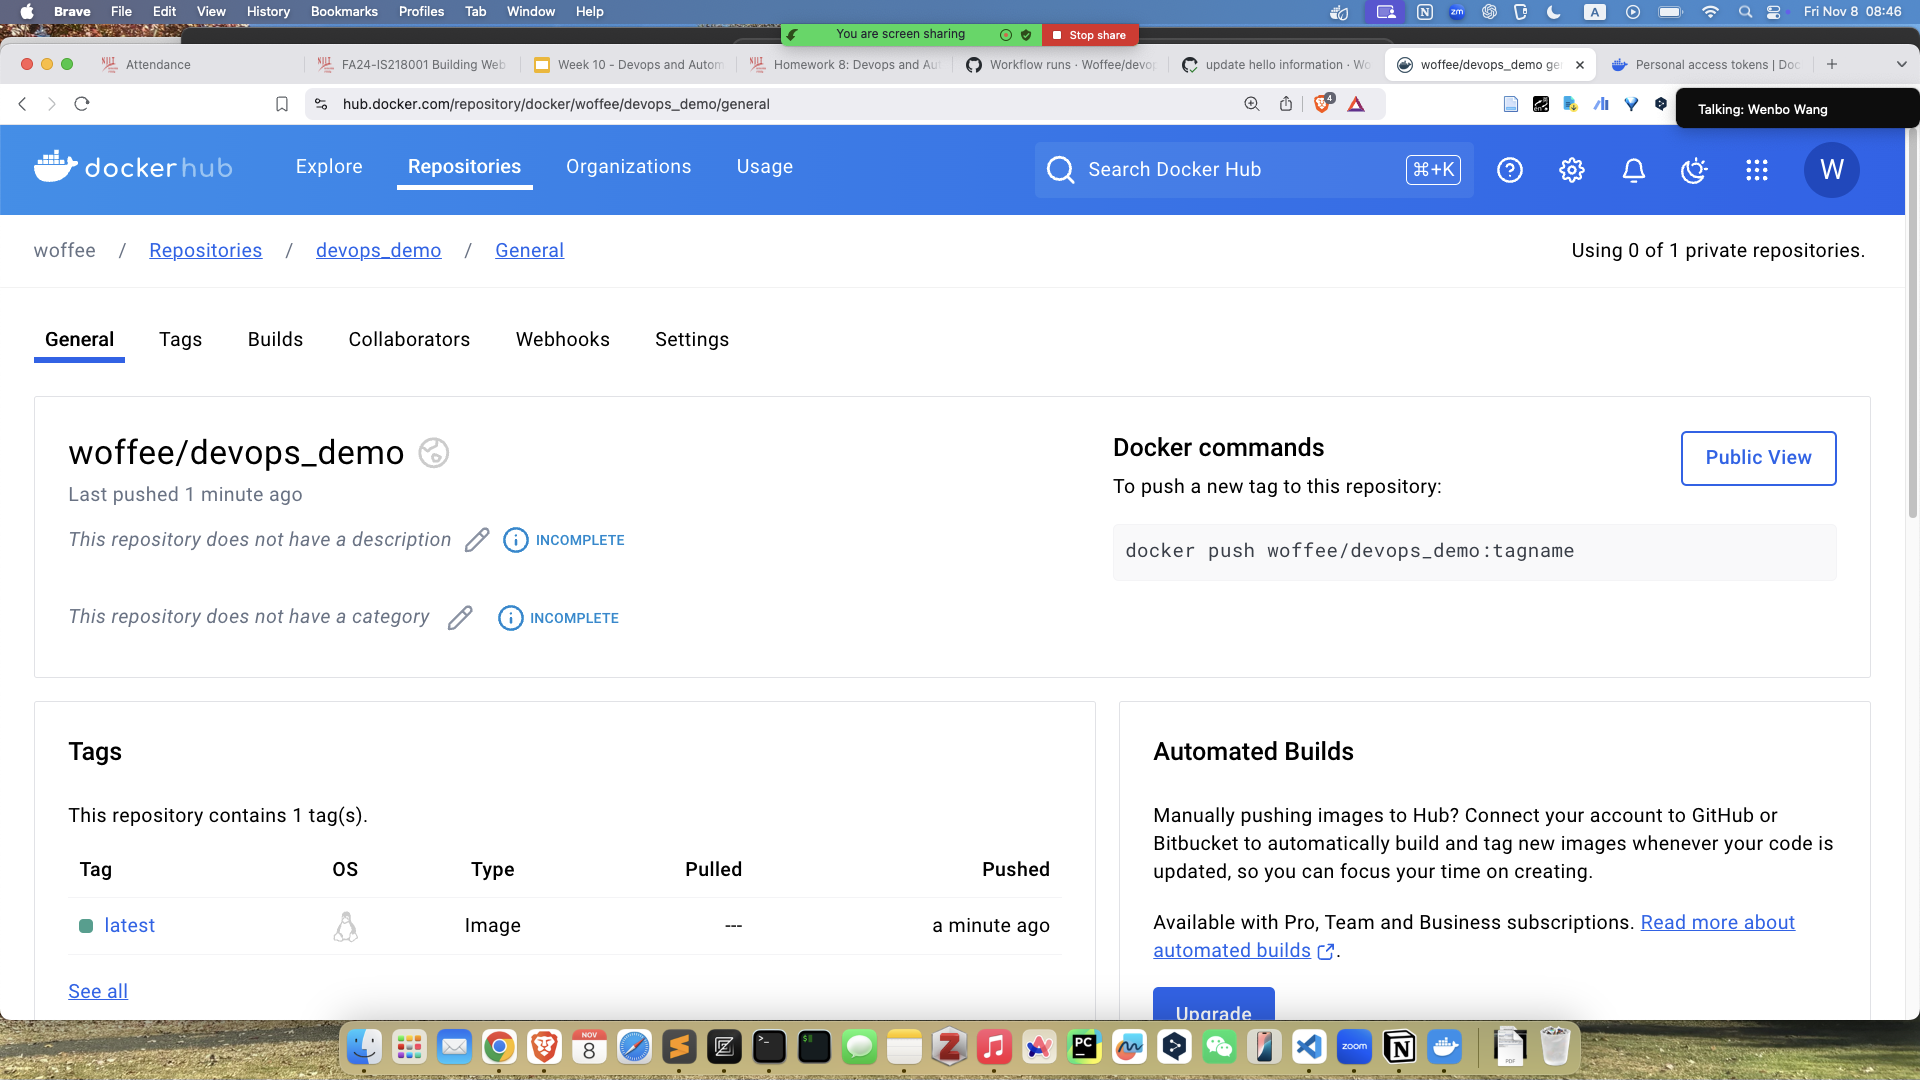 Brave File Edit View History Bookmarks Profiles Tab Window Help
Fri Nov 8 08:46
You are screen sharing
Stop share
Attendance
FA24-IS218001 Building Web
Week 10 - Devops and Autom
Homework 8: Devops and Au
Workflow runs · Woffee/devop
update hello information · Wo
woffee/devops_demo ge
Personal access tokens | Doc
hub.docker.com/repository/docker/woffee/devops_demo/general
4
Talking: Wenbo Wang
dockerhub
Explore
Repositories
Organizations
Usage
Search Docker Hub
⌘+K
W
woffee / Repositories / devops_demo / General
Using 0 of 1 private repositories.
General
Tags
Builds
Collaborators
Webhooks
Settings
woffee/devops_demo
Last pushed 1 minute ago
This repository does not have a description
INCOMPLETE
This repository does not have a category
INCOMPLETE
Docker commands
Public View
To push a new tag to this repository:
docker push woffee/devops_demo:tagname
Tags
This repository contains 1 tag(s).
Tag OS Type Pulled Pushed
latest Image --- a minute ago
See all
Automated Builds
Manually pushing images to Hub? Connect your account to GitHub or
Bitbucket to automatically build and tag new images whenever your code is
updated, so you can focus your time on creating.
Available with Pro, Team and Business subscriptions. Read more about
automated builds.
Upgrade
NOV
8
PC
zoom